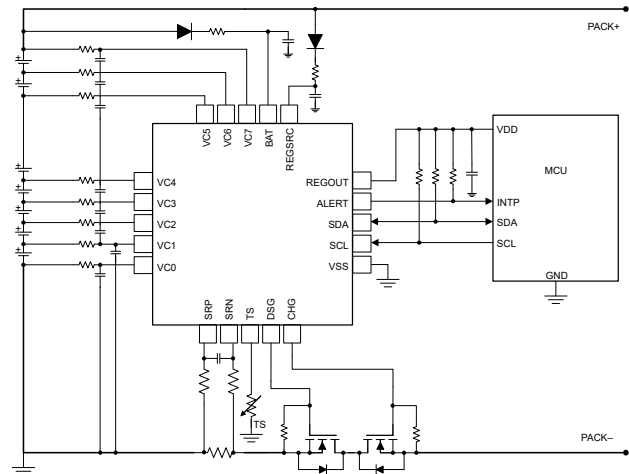 PACK+
VC5
VC6
VC7
BAT
REGSRC
VC4
VC3
VC2
VC1
VC0
REGOUT
ALERT
SDA
SCL
VSS
SRP
SRN
TS
DSG
CHG
VDD
MCU
INTP
SDA
SCL
GND
TS
PACK–
+
+
+
+
+
+
+